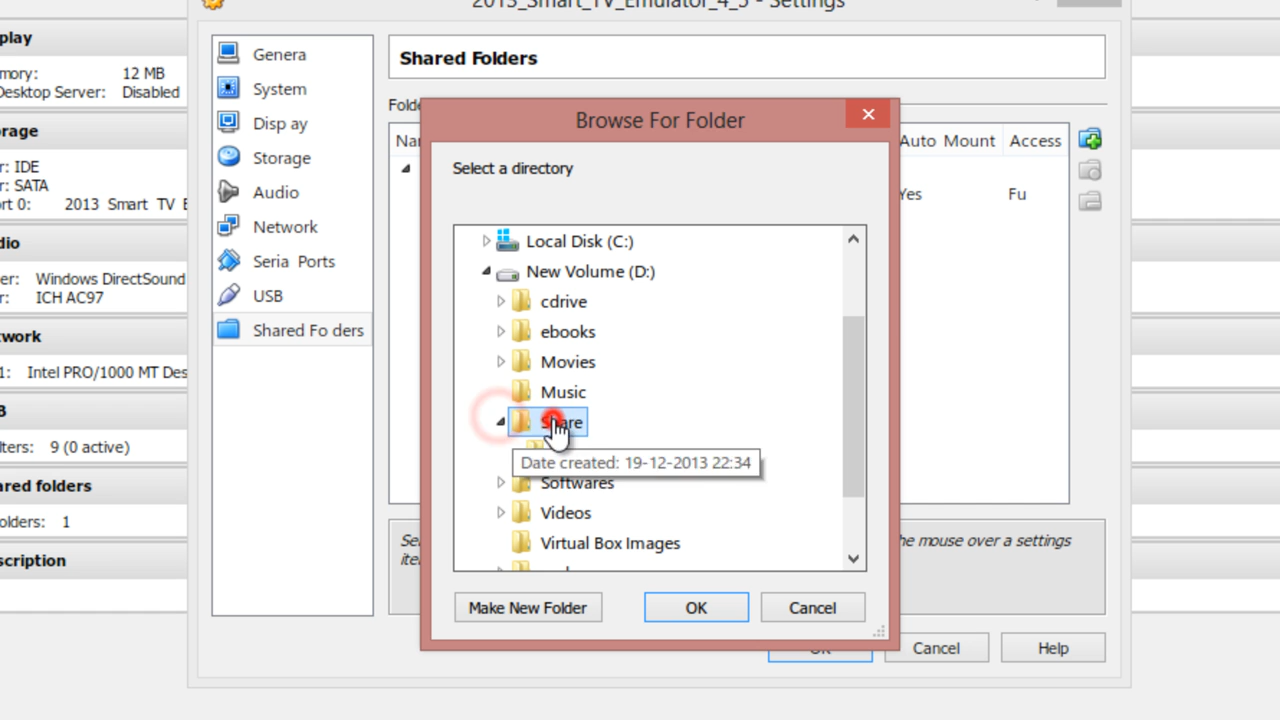 2013_Smart_TV_Emulator_4_5 - Settings
play
mory: 12 MB
Desktop Server: Disabled
orage
r: IDE
er: SATA
ort 0: 2013 Smart TV E
dio
er: Windows DirectSound
r: ICH AC97
twork
1: Intel PRO/1000 MT Des
B
lters: 9 (0 active)
ared folders
olders: 1
scription
Genera
System
Disp ay
Storage
Audio
Network
Seria Ports
USB
Shared Fo ders
Shared Folders
Folde
Nar
Auto Mount Access
Yes Fu
Browse For Folder
Select a directory
Local Disk (C:)
New Volume (D:)
cdrive
ebooks
Movies
Music
Share
Date created: 19-12-2013 22:34
Softwares
Videos
Virtual Box Images
Make New Folder OK Cancel
he mouse over a settings
OK Cancel Help